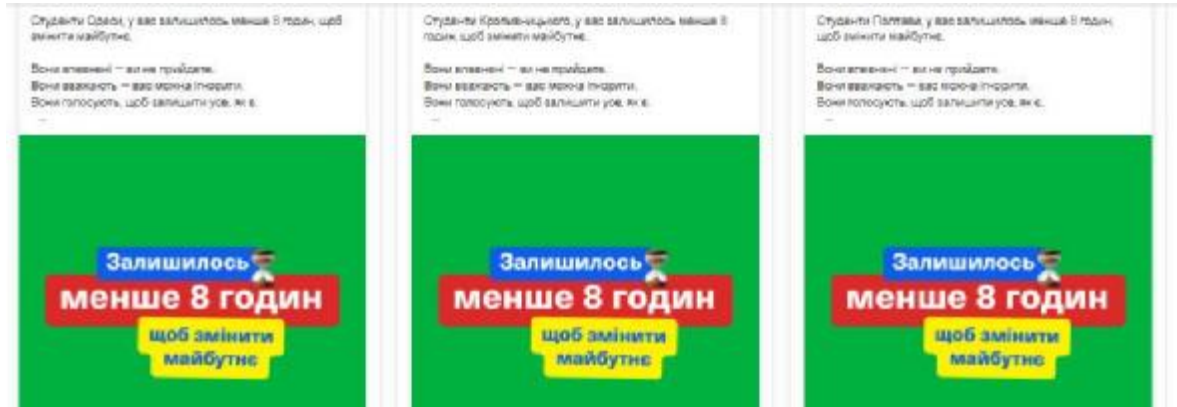 Студенти Одеси, у вас залишилось менше 8 годин, щоб
змінити майбутнє.
Вони впевнені — ви не прийдете.
Вони вважають — вас можна ігнорити.
Вони голосують, щоб залишити усе, як є.
...
Залишилось
менше 8 годин
щоб змінити
майбутнє
Студенти Кропивницького, у вас залишилось менше 8
годин, щоб змінити майбутнє.
Вони впевнені — ви не прийдете.
Вони вважають — вас можна ігнорити.
Вони голосують, щоб залишити усе, як є.
...
Залишилось
менше 8 годин
щоб змінити
майбутнє
Студенти Полтави, у вас залишилось менше 8 годин,
щоб змінити майбутнє.
Вони впевнені — ви не прийдете.
Вони вважають — вас можна ігнорити.
Вони голосують, щоб залишити усе, як є.
...
Залишилось
менше 8 годин
щоб змінити
майбутнє